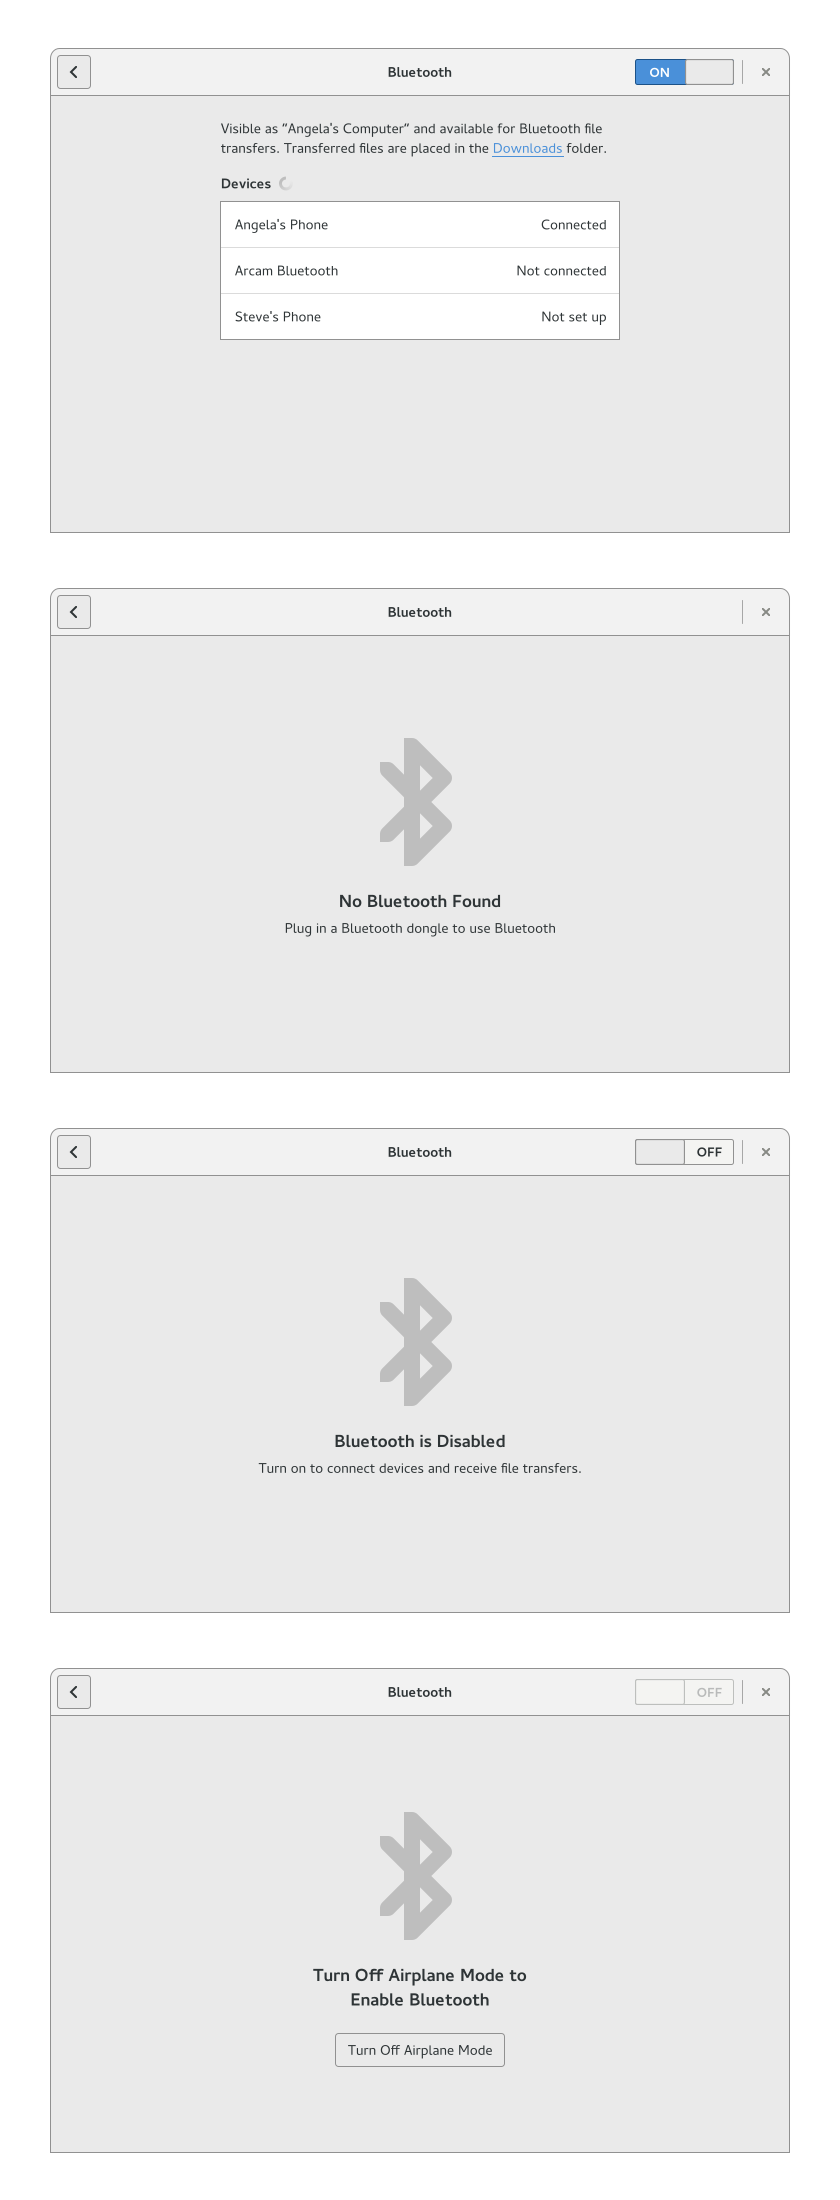 Bluetooth
ON
Visible as “Angela's Computer” and available for Bluetooth file
transfers. Transferred files are placed in the Downloads folder.
Devices
Angela's Phone Connected
Arcam Bluetooth Not connected
Steve's Phone Not set up
Bluetooth
No Bluetooth Found
Plug in a Bluetooth dongle to use Bluetooth
Bluetooth
OFF
Bluetooth is Disabled
Turn on to connect devices and receive file transfers.
Bluetooth
OFF
Turn Off Airplane Mode to
Enable Bluetooth
Turn Off Airplane Mode